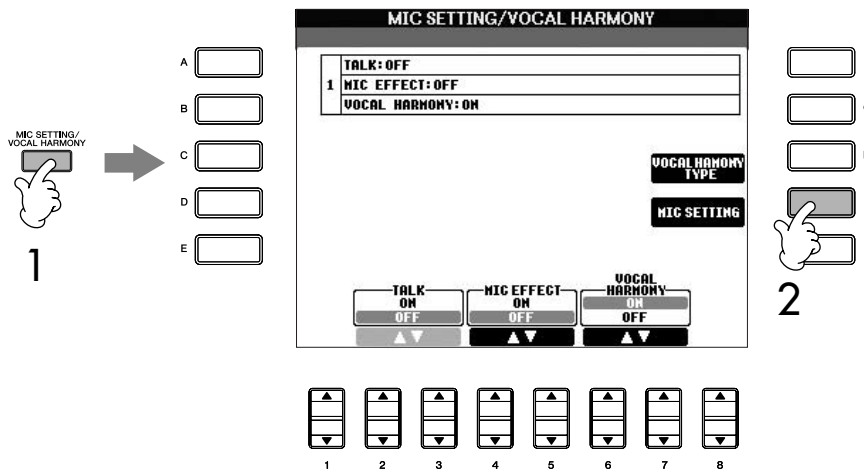 MIC SETTING/VOCAL HARMONY
TALK: OFF
1 MIC EFFECT: OFF
VOCAL HARMONY: ON
A
B
C
D
E
MIC SETTING/
VOCAL HARMONY
1
VOCAL HAMONY
TYPE
MIC SETTING
2
TALK
ON
OFF
MIC EFFECT
ON
OFF
VOCAL
HARMONY
ON
OFF
1 2 3 4 5 6 7 8